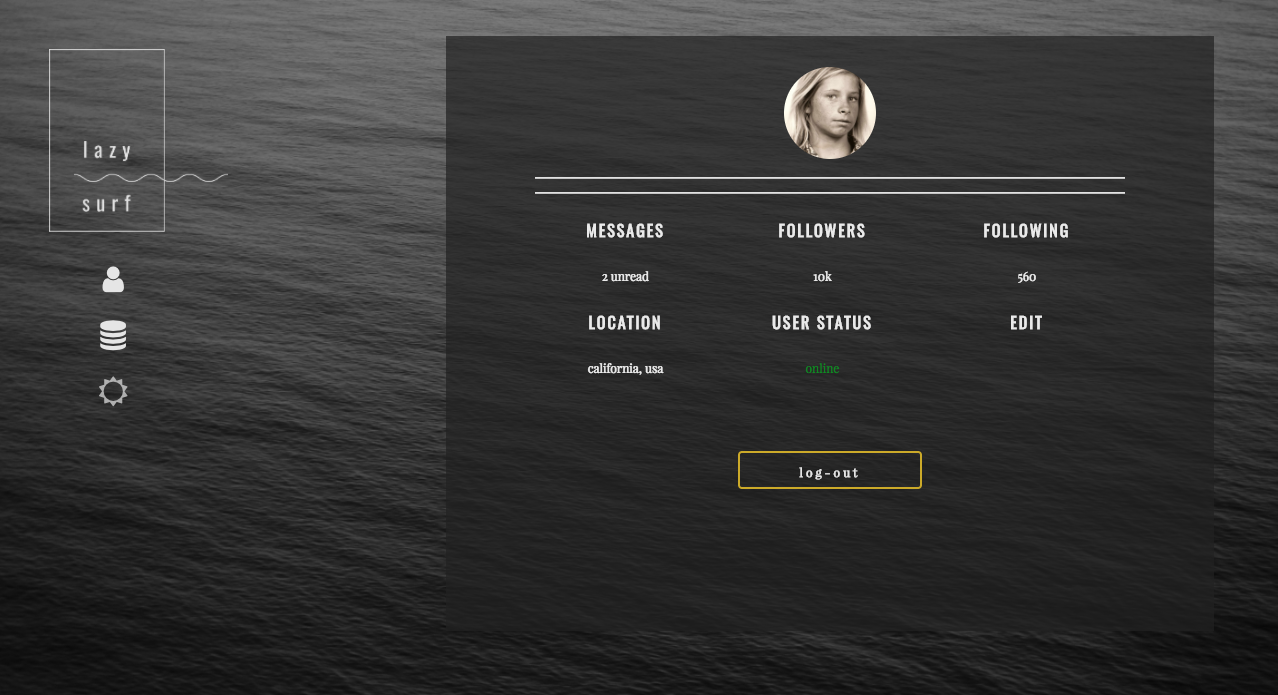 lazy
surf
MESSAGES FOLLOWERS FOLLOWING
2 unread 10k 560
LOCATION USER STATUS EDIT
california, usa online
log-out